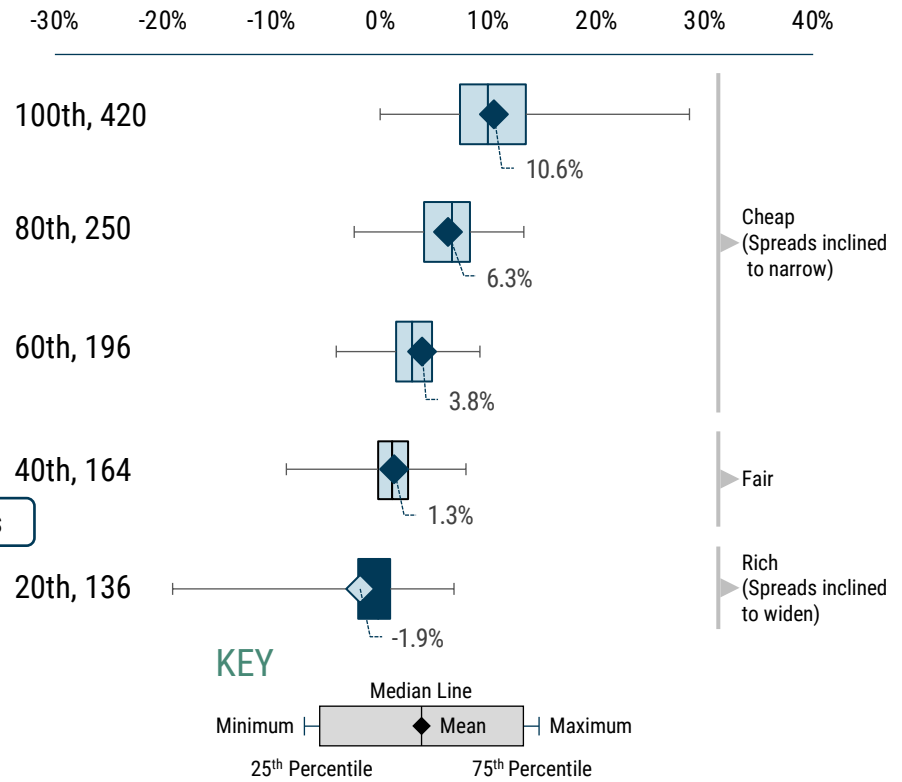 -30% -20% -10% 0% 10% 20% 30% 40%
100th, 420
10.6%
80th, 250
6.3%
Cheap
(Spreads inclined
to narrow)
60th, 196
3.8%
40th, 164
1.3%
Fair
s
20th, 136
-1.9%
Rich
(Spreads inclined
to widen)
KEY
Median Line
Minimum Mean Maximum
25th Percentile 75th Percentile